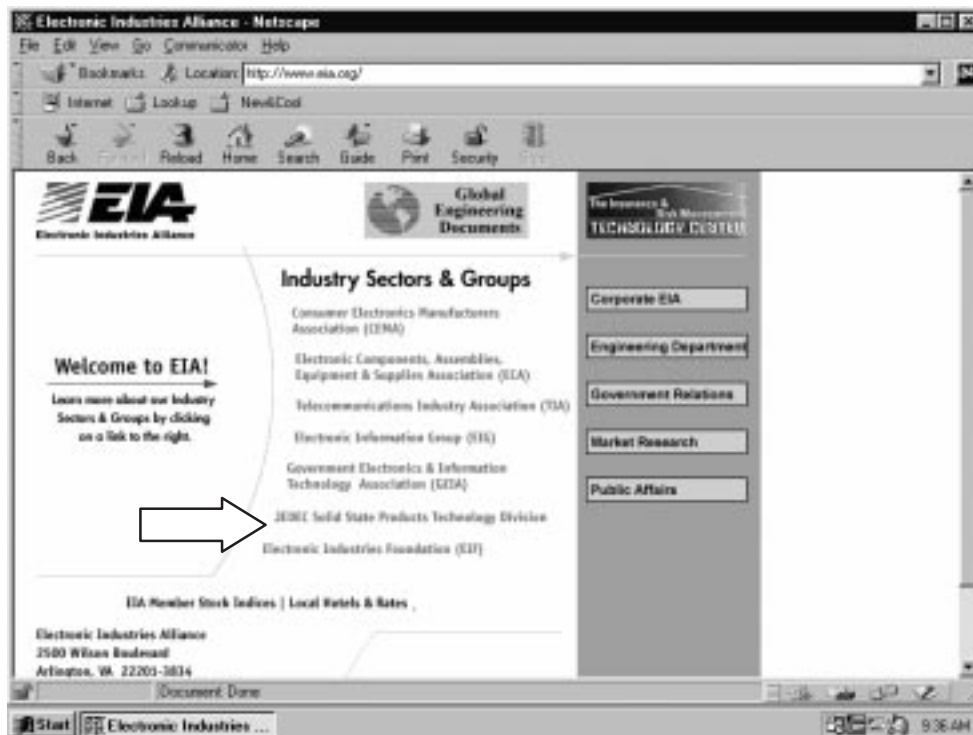 Electronic Industries Alliance - Netscape
File Edit View Go Communicator Help
Bookmarks Location: http://www.eia.org/
Internet Lookup New&Cool
Back Forward Reload Home Search Guide Print Security Stop
EIA
Electronic Industries Alliance
Global
Engineering
Documents
The Insurance &
Risk Management
TECHNOLOGY CENTER
Industry Sectors & Groups
Consumer Electronics Manufacturers
Association (CEMA)
Electronic Components, Assemblies,
Equipment & Supplies Association (ECA)
Telecommunications Industry Association (TIA)
Electronic Information Group (EIG)
Government Electronics & Information
Technology Association (GEIA)
JEDEC Solid State Products Technology Division
Electronic Industries Foundation (EIF)
Welcome to EIA!
Learn more about our Industry
Sectors & Groups by clicking
on a link to the right.
Corporate EIA
Engineering Department
Government Relations
Market Research
Public Affairs
EIA Member Stock Indices | Local Hotels & Rates
Electronic Industries Alliance
2500 Wilson Boulevard
Arlington, VA 22201-3834
Document: Done
Start Electronic Industries ... 9:36 AM